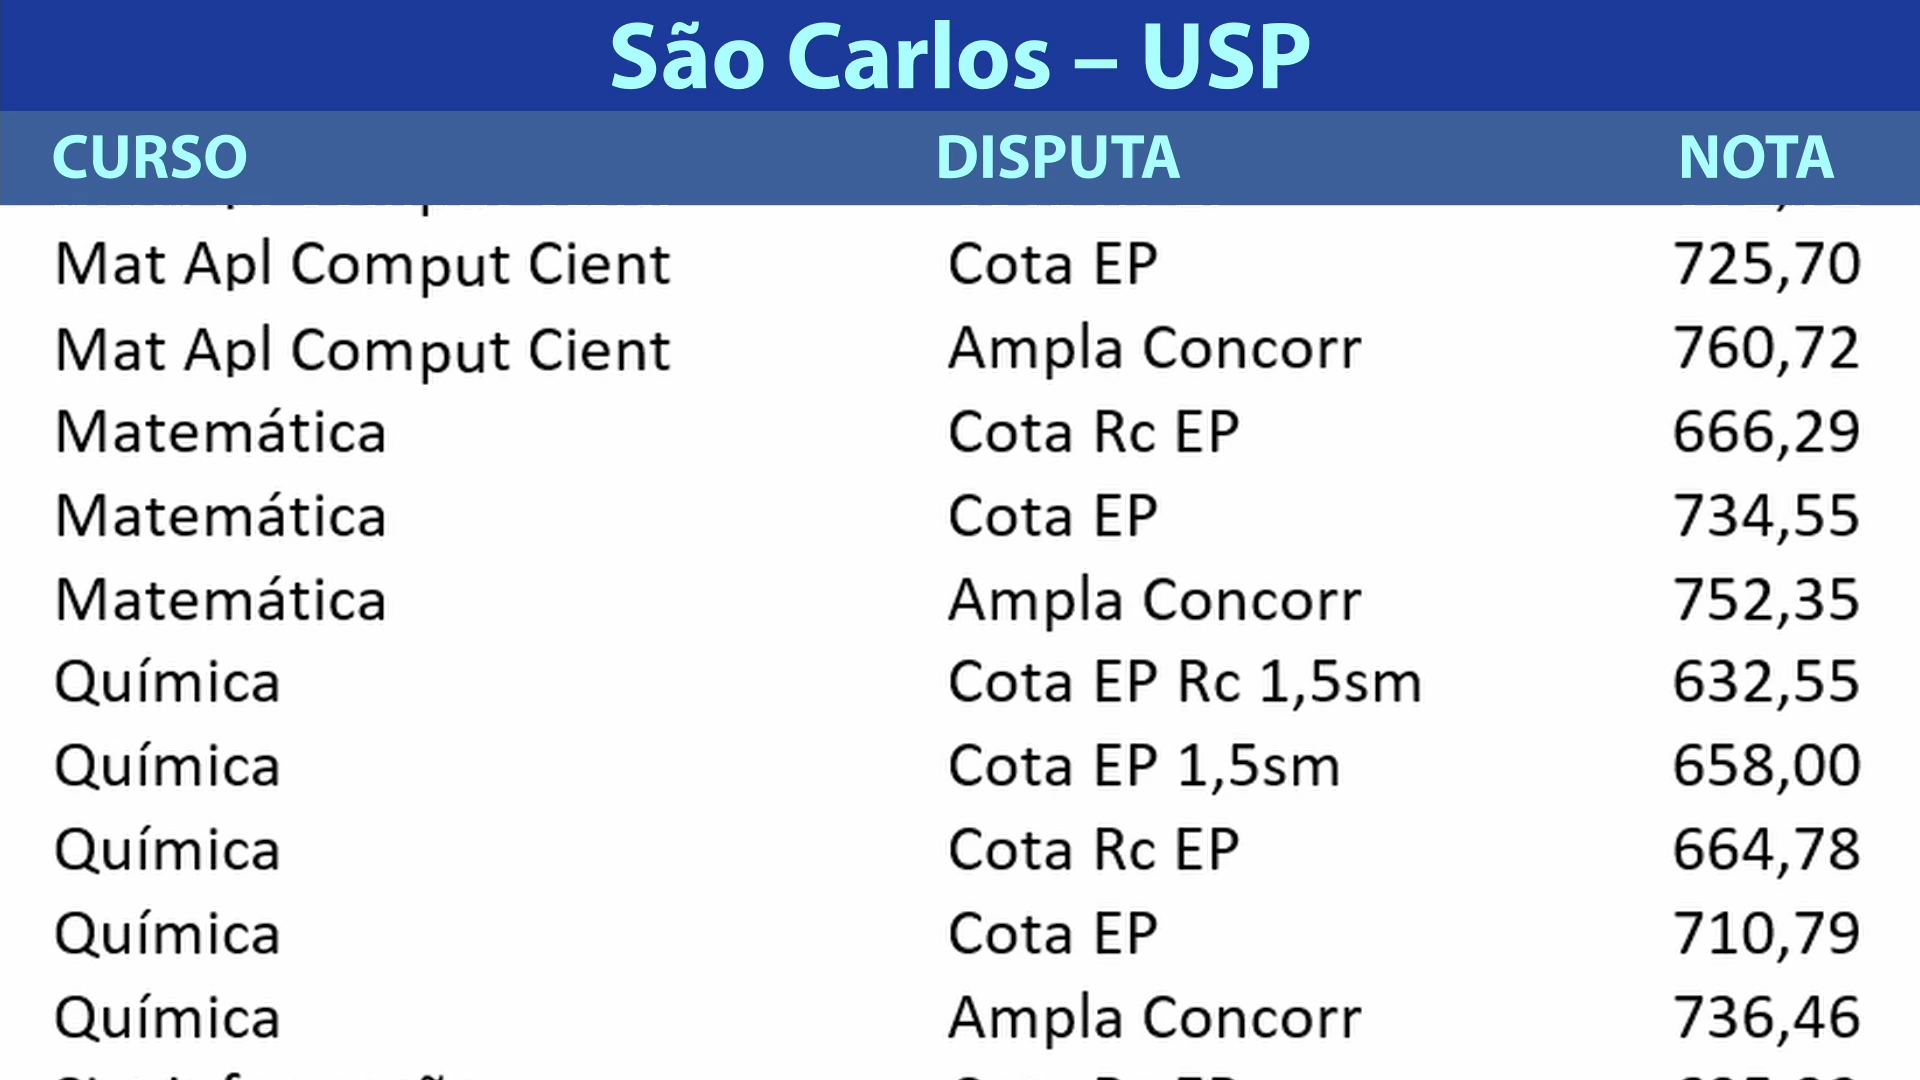 São Carlos – USP
CURSO DISPUTA NOTA
Mat Apl Comput Cient Cota EP 725,70
Mat Apl Comput Cient Ampla Concorr 760,72
Matemática Cota Rc EP 666,29
Matemática Cota EP 734,55
Matemática Ampla Concorr 752,35
Química Cota EP Rc 1,5sm 632,55
Química Cota EP 1,5sm 658,00
Química Cota Rc EP 664,78
Química Cota EP 710,79
Química Ampla Concorr 736,46